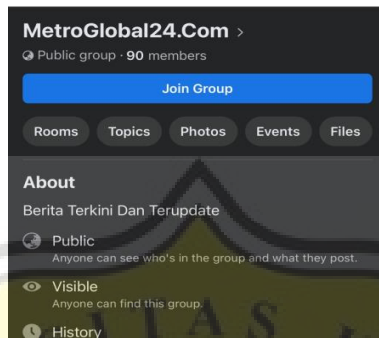 MetroGlobal24.Com >
Public group · 90 members
Join Group
Rooms Topics Photos Events Files
About
Berita Terkini Dan Terupdate
Public
Anyone can see who's in the group and what they post.
Visible
Anyone can find this group.
ITAS
History